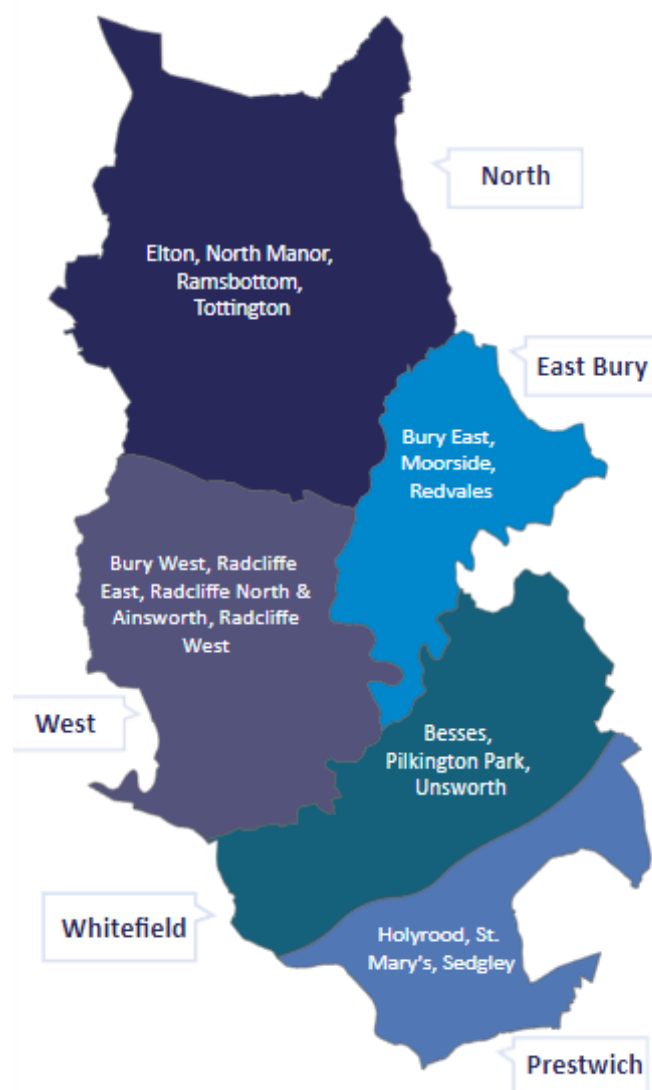 North
Elton, North Manor,
Ramsbottom,
Tottington
East Bury
Bury East,
Moorside,
Redvales
Bury West, Radcliffe
East, Radcliffe North &
Ainsworth, Radcliffe
West
West
Besses,
Pilkington Park,
Unsworth
Whitefield
Holyrood, St.
Mary's, Sedgley
Prestwich